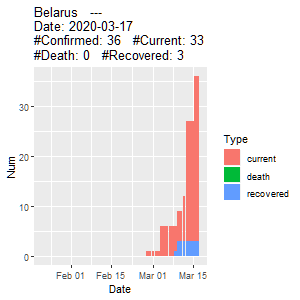 Belarus   ---
Date: 2020-03-17
#Confirmed: 36   #Current: 33
#Death: 0   #Recovered: 3
Num
30
20
10
0
Feb 01
Feb 15
Mar 01
Mar 15
Date
Type
current
death
recovered